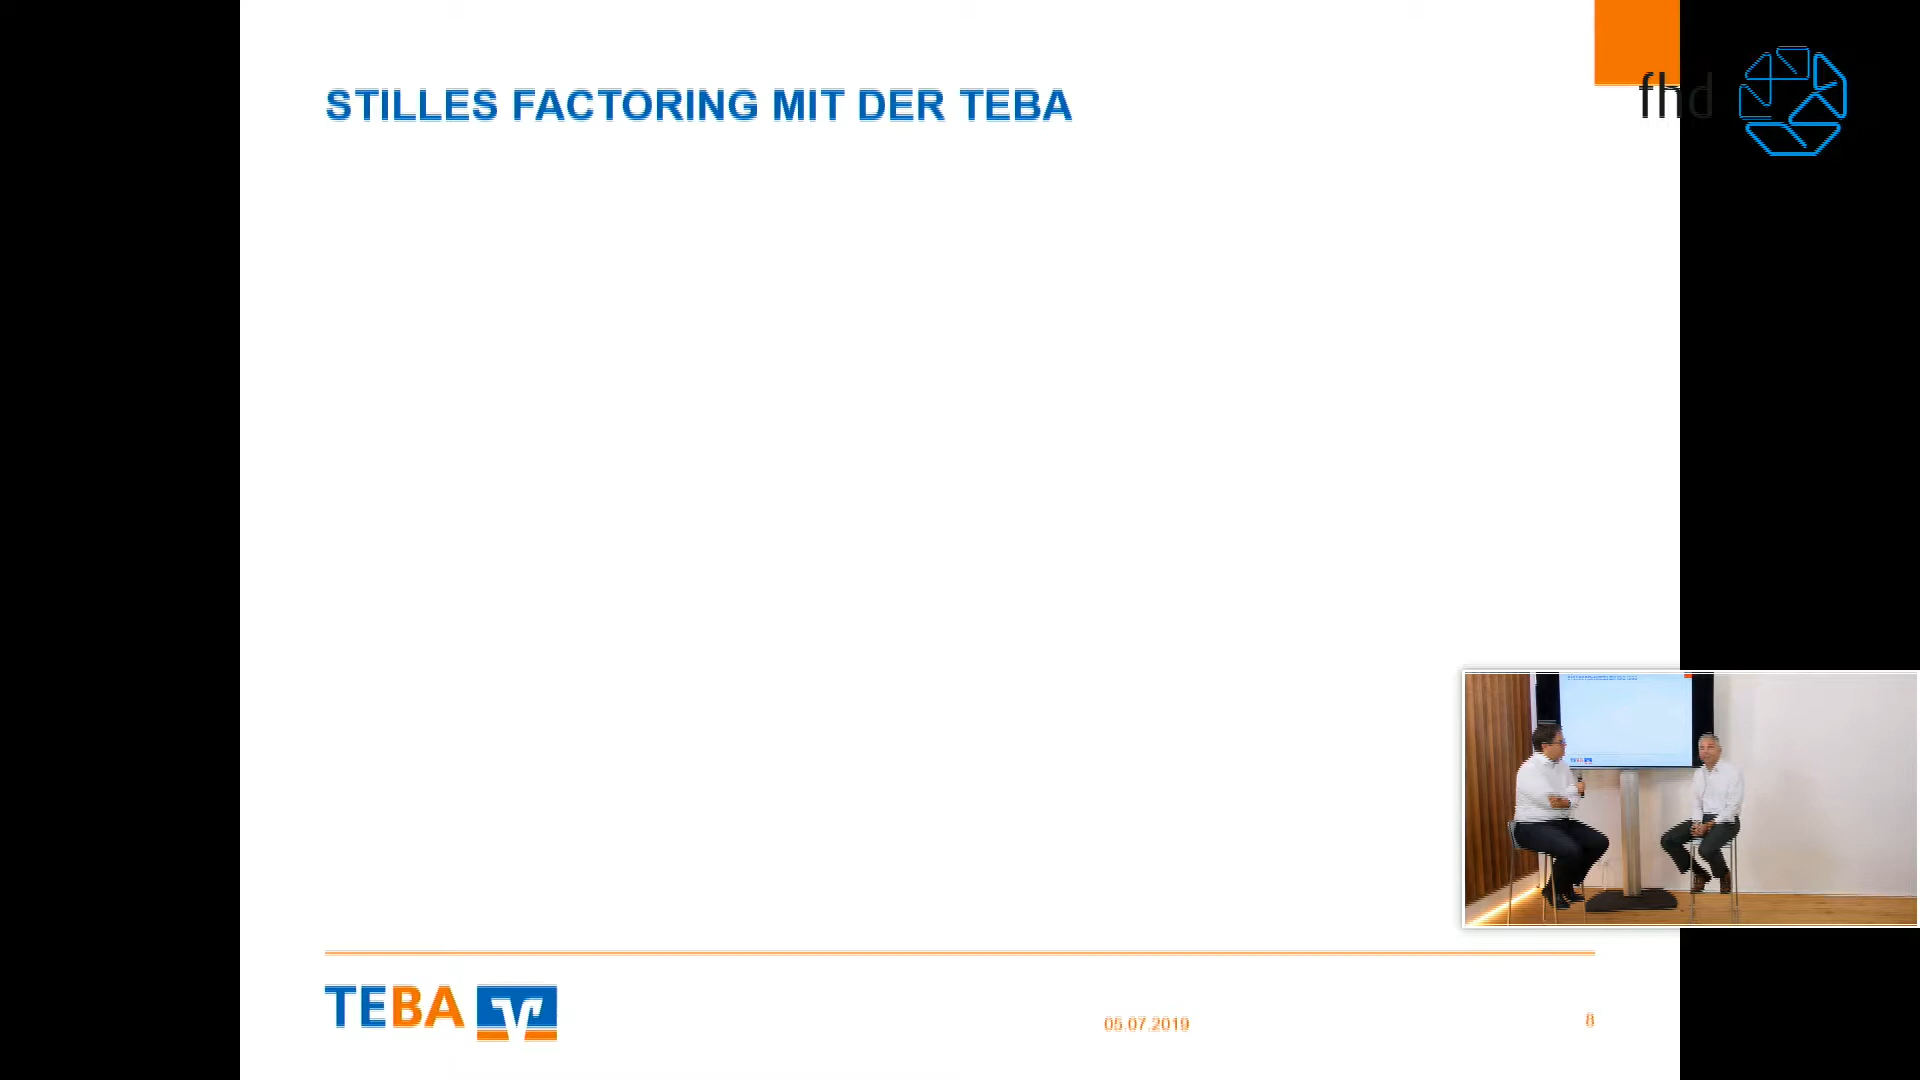 STILLES FACTORING MIT DER TEBA
fhd
TEBA
05.07.2019
8